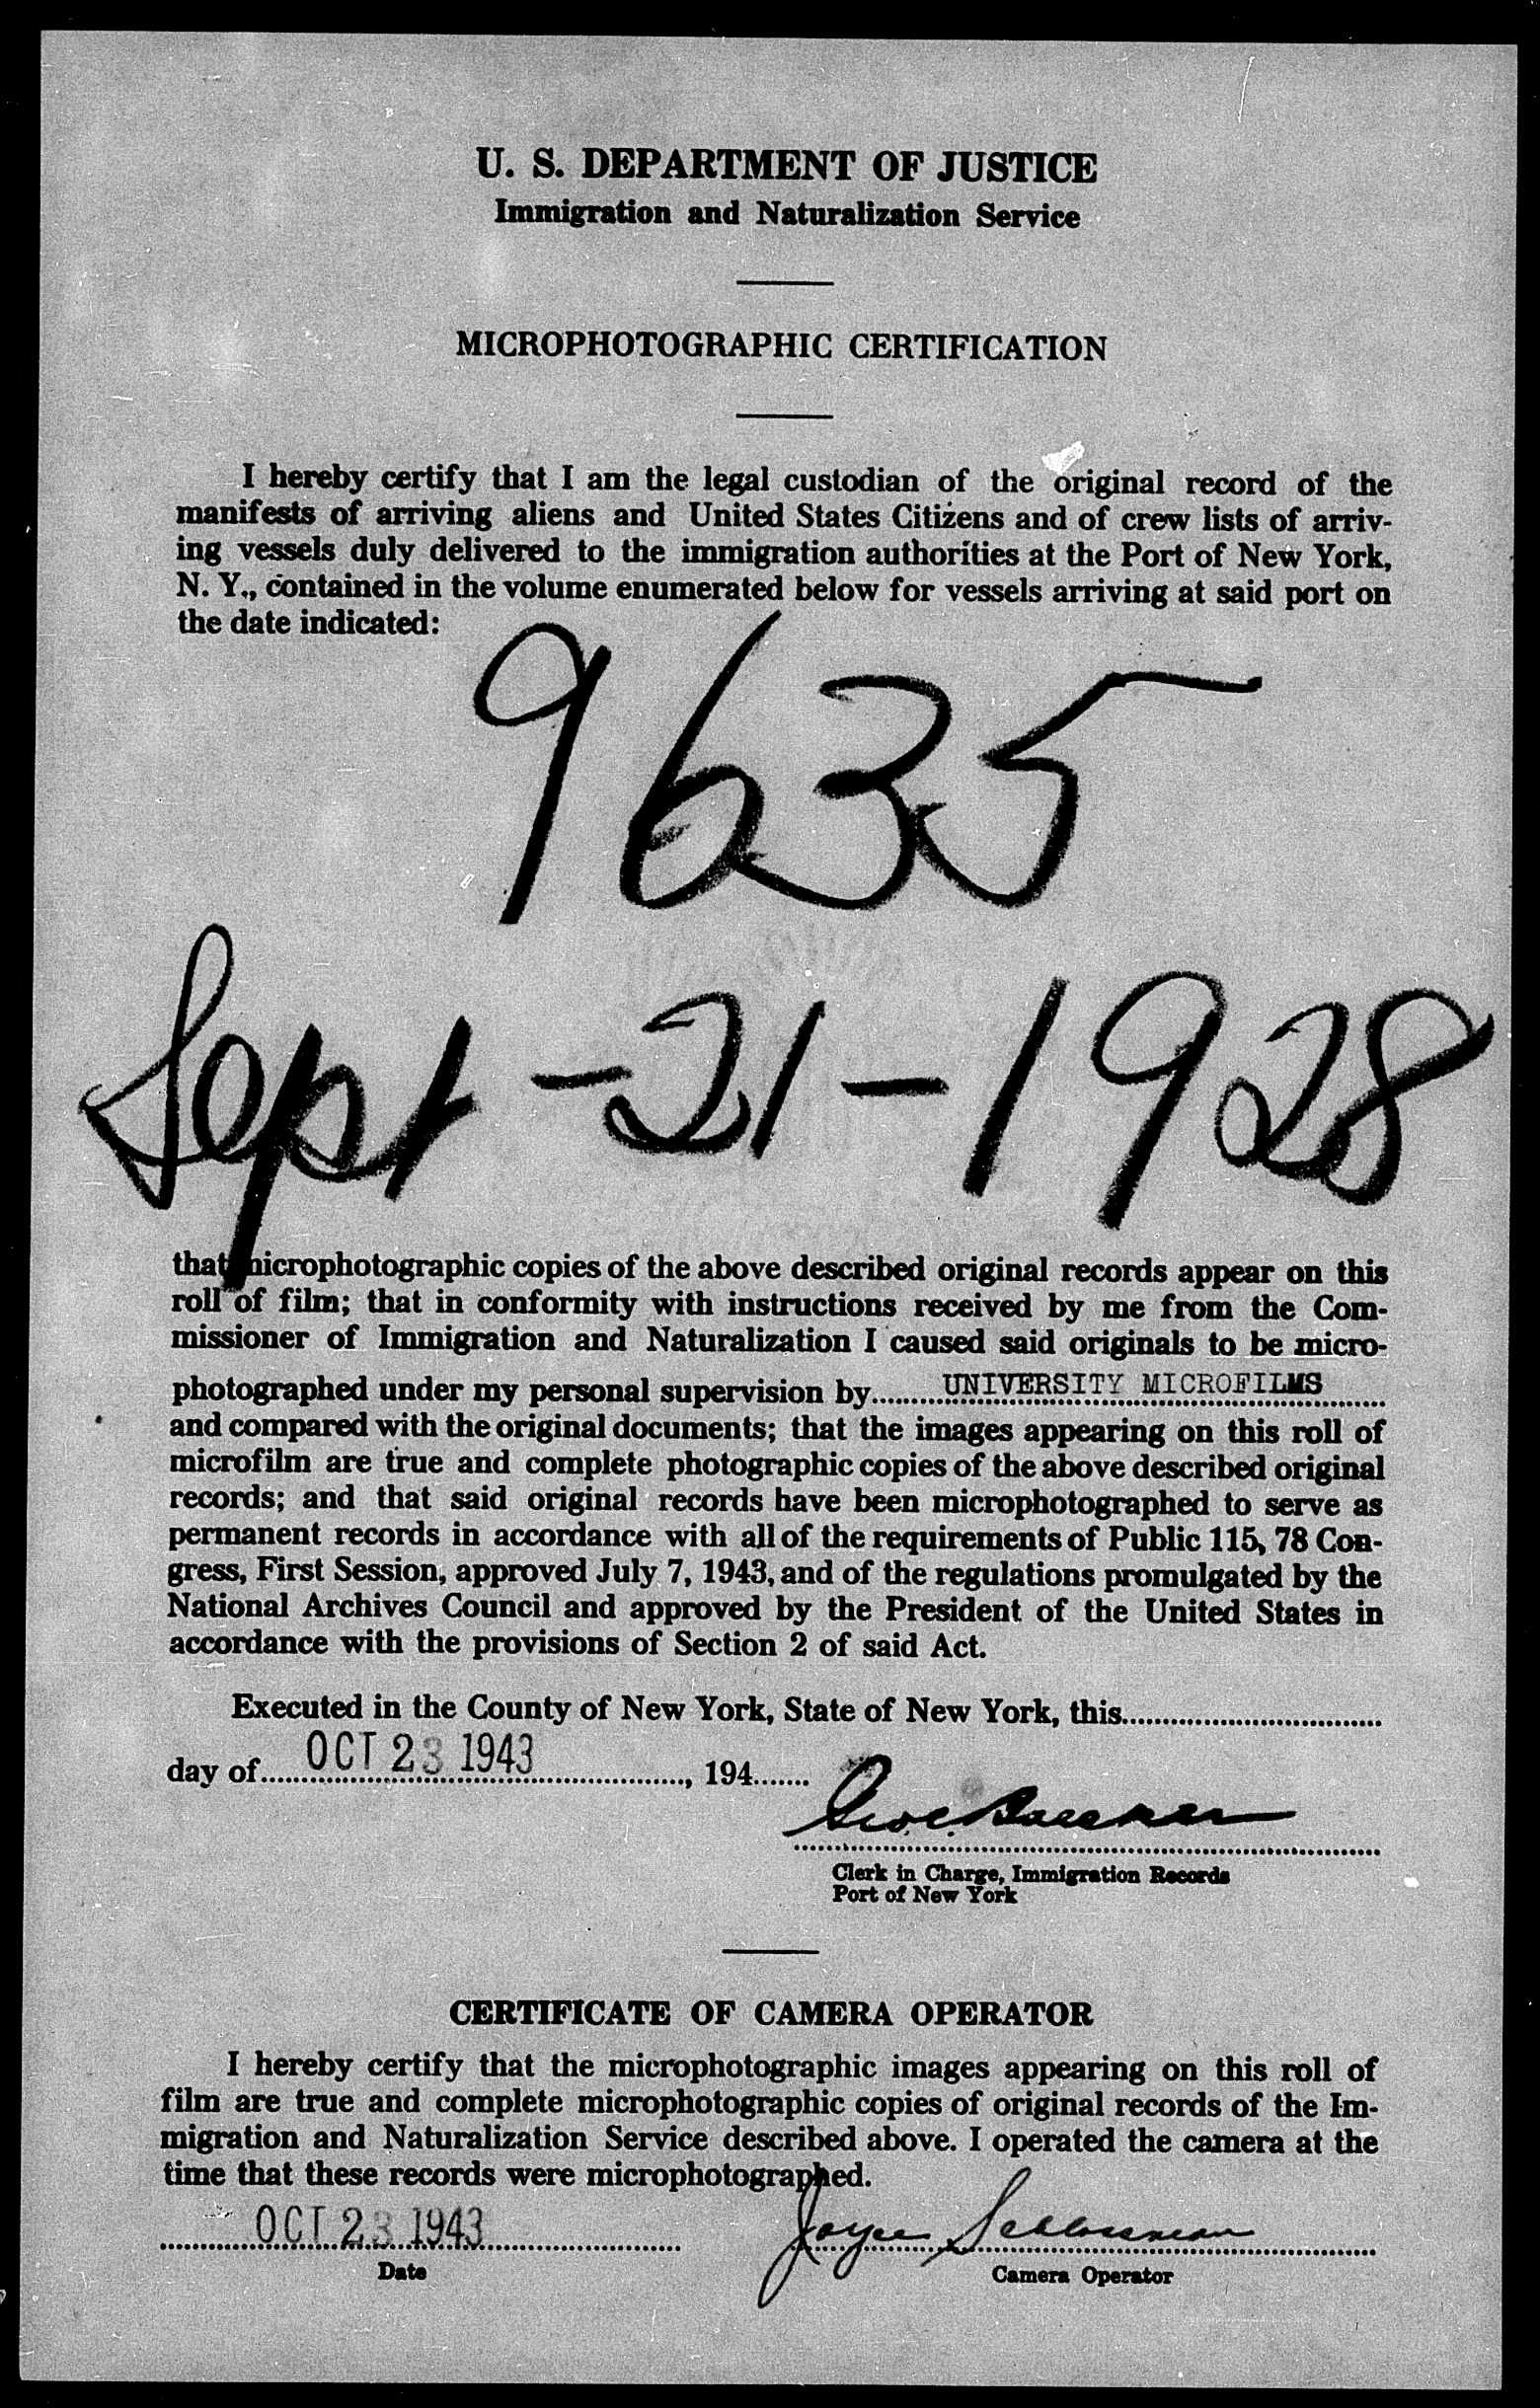 U. S. DEPARTMENT OF JUSTICE
Immigration and Naturalization Service
MICROPHOTOGRAPHIC CERTIFICATION
I hereby certify that I am the legal custodian of the original record of the
manifests of arriving aliens and United States Citizens and of crew lists of arriv-
ing vessels duly delivered to the immigration authorities at the Port of New York,
N. Y., contained in the volume enumerated below for vessels arriving at said port on
the date indicated:
9635
Sept - 21 - 1928
that microphotographic copies of the above described original records appear on this
roll of film; that in conformity with instructions received by me from the Com-
missioner of Immigration and Naturalization I caused said originals to be micro-
photographed under my personal supervision by UNIVERSITY MICROFILMS
and compared with the original documents; that the images appearing on this roll of
microfilm are true and complete photographic copies of the above described original
records; and that said original records have been microphotographed to serve as
permanent records in accordance with all of the requirements of Public 115, 78 Con-
gress, First Session, approved July 7, 1943, and of the regulations promulgated by the
National Archives Council and approved by the President of the United States in
accordance with the provisions of Section 2 of said Act.
Executed in the County of New York, State of New York, this
day of OCT 23 1943, 194
Clerk in Charge, Immigration Records
Port of New York
CERTIFICATE OF CAMERA OPERATOR
I hereby certify that the microphotographic images appearing on this roll of
film are true and complete microphotographic copies of original records of the Im-
migration and Naturalization Service described above. I operated the camera at the
time that these records were microphotographed.
OCT 23 1943 Joyce
Date Camera Operator